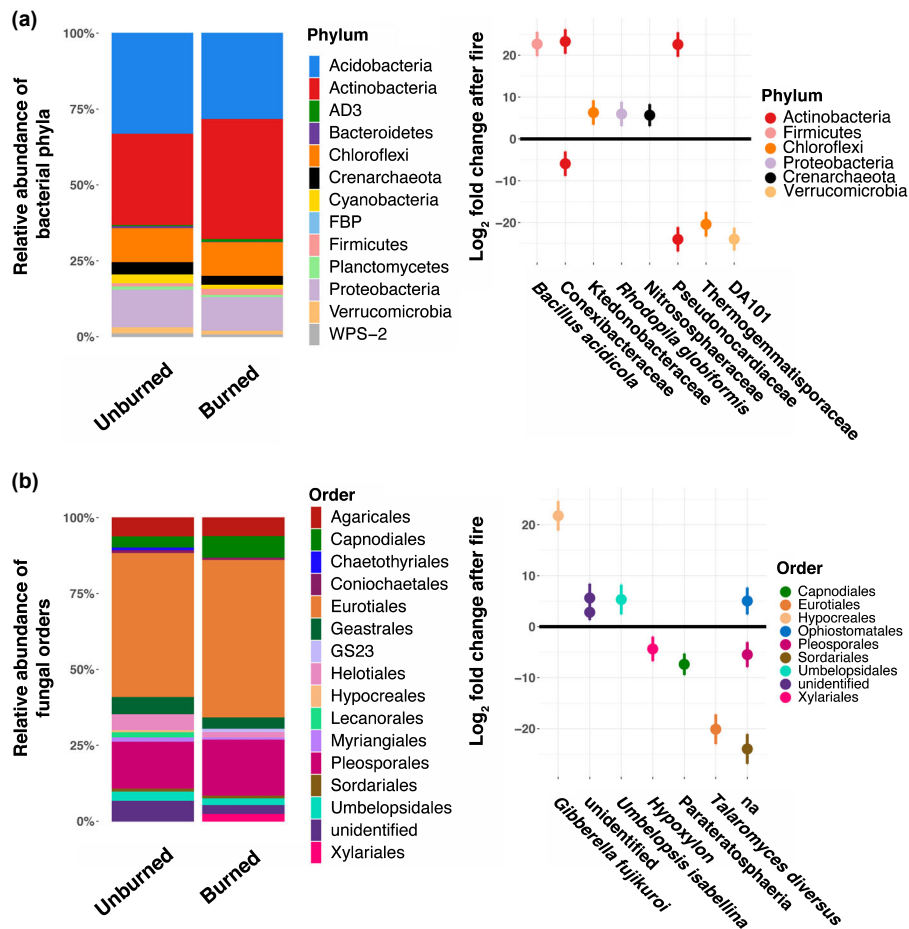 (a)
Relative abundance of
bacterial phyla
100%
75%
50%
25%
0%
Unburned
Burned
Phylum
Acidobacteria
Actinobacteria
AD3
Bacteroidetes
Chloroflexi
Crenarchaeota
Cyanobacteria
FBP
Firmicutes
Planctomycetes
Proteobacteria
Verrucomicrobia
WPS−2
Log2 fold change after fire
20
10
0
−10
−20
Bacillus acidicola
Conexibacteraceae
Ktedonobacteraceae
Rhodopila globiformis
Nitrososphaeraceae
Pseudonocardiaceae
Thermogemmatisporaceae
DA101
Phylum
Actinobacteria
Firmicutes
Chloroflexi
Proteobacteria
Crenarchaeota
Verrucomicrobia
(b)
Relative abundance of
fungal orders
100%
75%
50%
25%
0%
Unburned
Burned
Order
Agaricales
Capnodiales
Chaetothyriales
Coniochaetales
Eurotiales
Geastrales
GS23
Helotiales
Hypocreales
Lecanorales
Myriangiales
Pleosporales
Sordariales
Umbelopsidales
unidentified
Xylariales
Log2 fold change after fire
20
10
0
−10
−20
Gibberella fujikuroi
unidentified
Umbelopsis isabellina
Hypoxylon
Parateratosphaeria
Talaromyces diversus
na
Order
Capnodiales
Eurotiales
Hypocreales
Ophiostomatales
Pleosporales
Sordariales
Umbelopsidales
unidentified
Xylariales